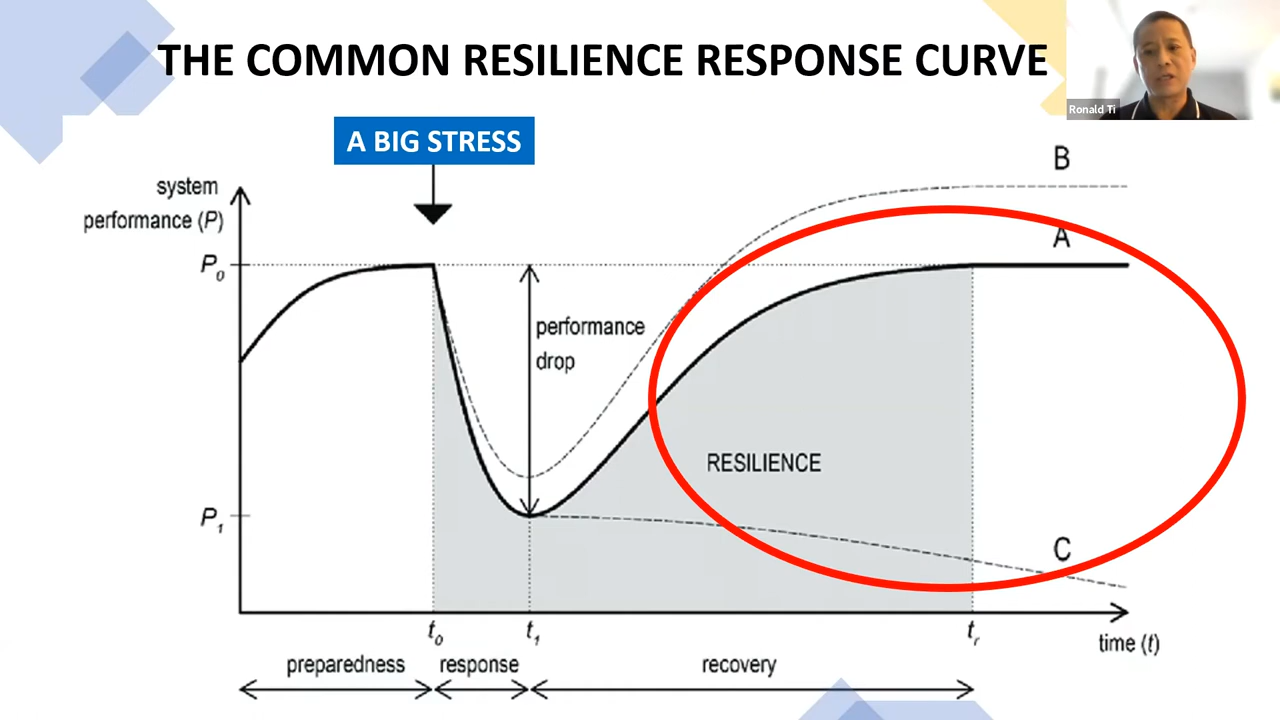 THE COMMON RESILIENCE RESPONSE CURVE
Ronald Ti
A BIG STRESS
B
system
performance (P)
A
P₀
performance
drop
RESILIENCE
P₁
C
t₀
t₁
tᵣ
time (t)
preparedness
response
recovery